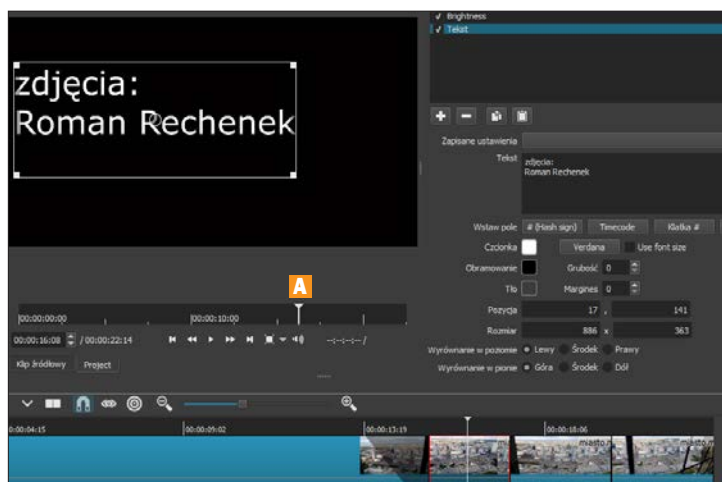 ✓ Brightness
✓ Tekst
zdjęcia:
Roman Rechenek
Zapisane ustawienia
Tekst
zdjęcia:
Roman Rechenek
Wstaw pole # (Hash sign) Timecode Klatka #
Czcionka Verdana Use font size
Obramowanie Grubość 0
Tło Margines 0
Pozycja 17 , 141
Rozmiar 886 x 363
Wyrównanie w poziomie Lewy Środek Prawy
Wyrównanie w pionie Góra Środek Dół
A
00:00:00:00 00:00:10:00
00:00:16:08 / 00:00:22:14 --:--:--:-- /
Klip źródłowy Project
0:00:04:15 00:00:09:02 00:00:13:19 00:00:18:06
miasto.m